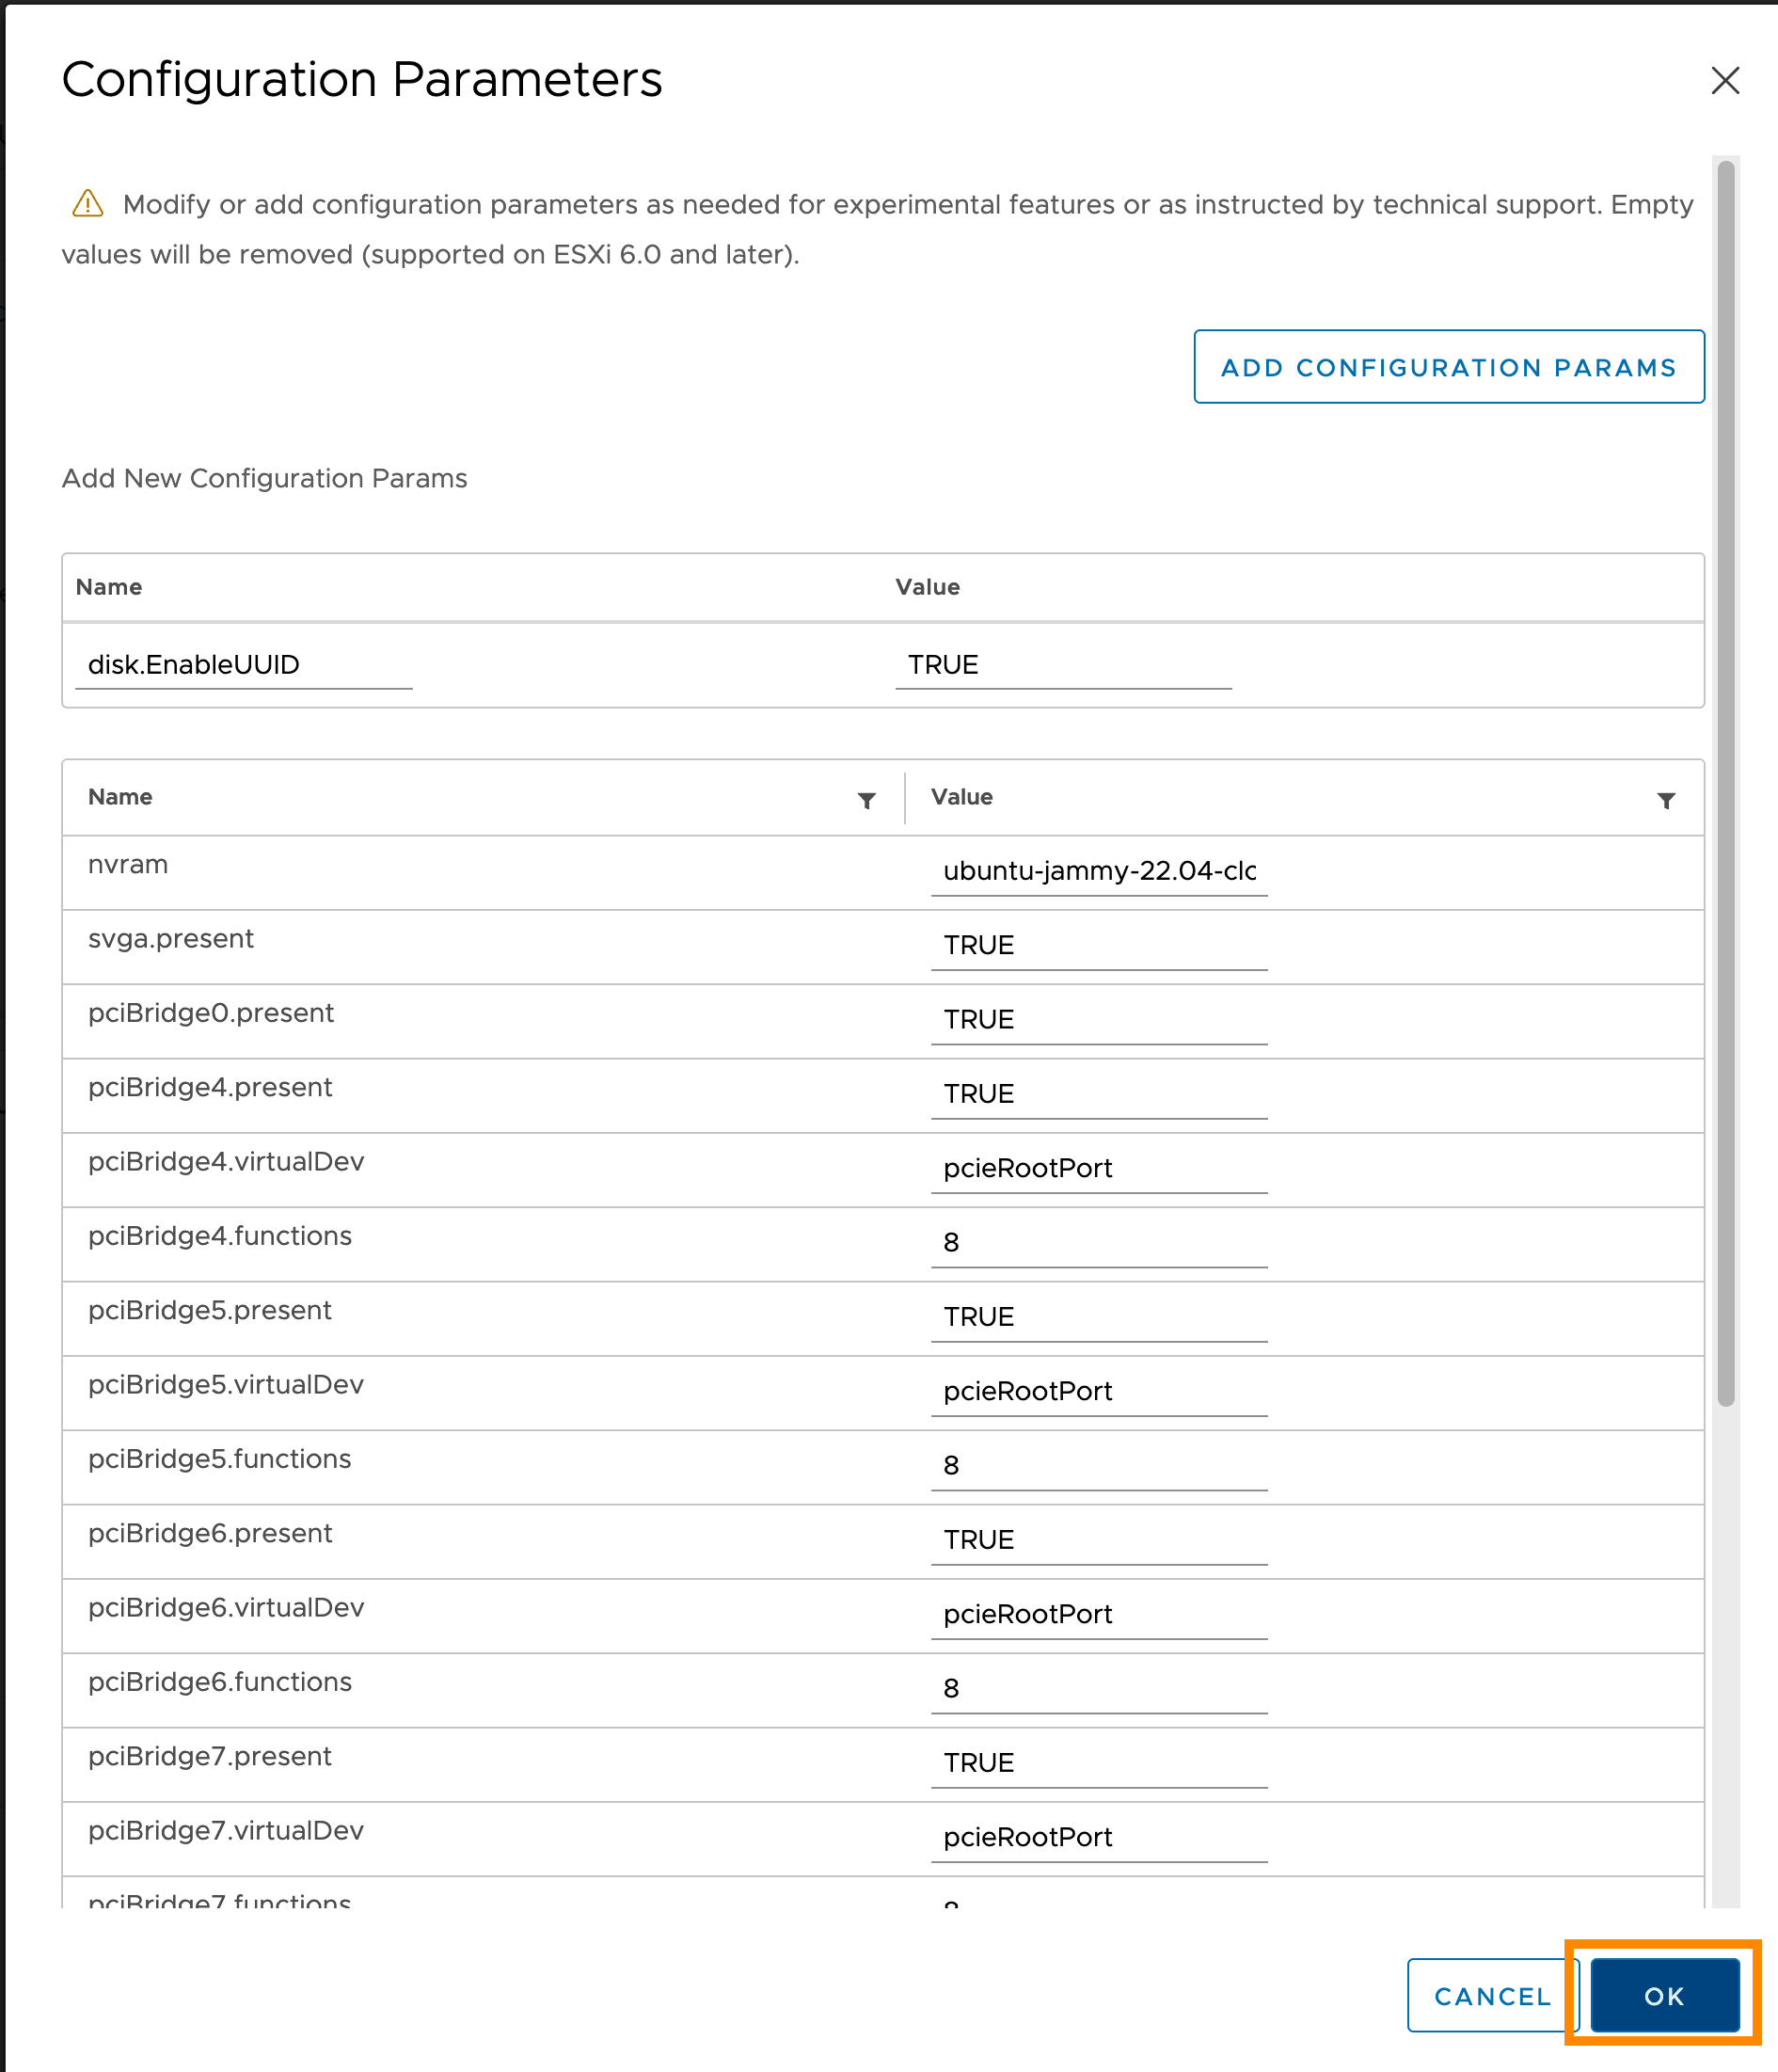 Configuration Parameters
Modify or add configuration parameters as needed for experimental features or as instructed by technical support. Empty
values will be removed (supported on ESXi 6.0 and later).
ADD CONFIGURATION PARAMS
Add New Configuration Params
Name Value
disk.EnableUUID TRUE
Name Value
nvram ubuntu-jammy-22.04-clo
svga.present TRUE
pciBridge0.present TRUE
pciBridge4.present TRUE
pciBridge4.virtualDev pcieRootPort
pciBridge4.functions 8
pciBridge5.present TRUE
pciBridge5.virtualDev pcieRootPort
pciBridge5.functions 8
pciBridge6.present TRUE
pciBridge6.virtualDev pcieRootPort
pciBridge6.functions 8
pciBridge7.present TRUE
pciBridge7.virtualDev pcieRootPort
pciBridge7.functions 8
CANCEL OK